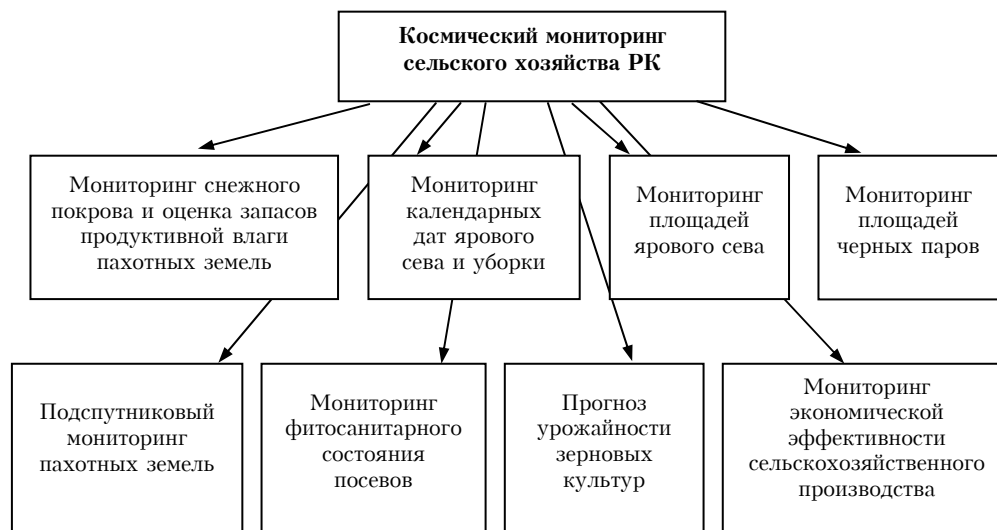 Космический мониторинг
сельского хозяйства РК
Мониторинг снежного
покрова и оценка запасов
продуктивной влаги
пахотных земель
Мониторинг
календарных
дат ярового
сева и уборки
Мониторинг
площадей
ярового сева
Мониторинг
площадей
черных паров
Подспутниковый
мониторинг
пахотных земель
Мониторинг
фитосанитарного
состояния
посевов
Прогноз
урожайности
зерновых
культур
Мониторинг
экономической
эффективности
сельскохозяйственного
производства